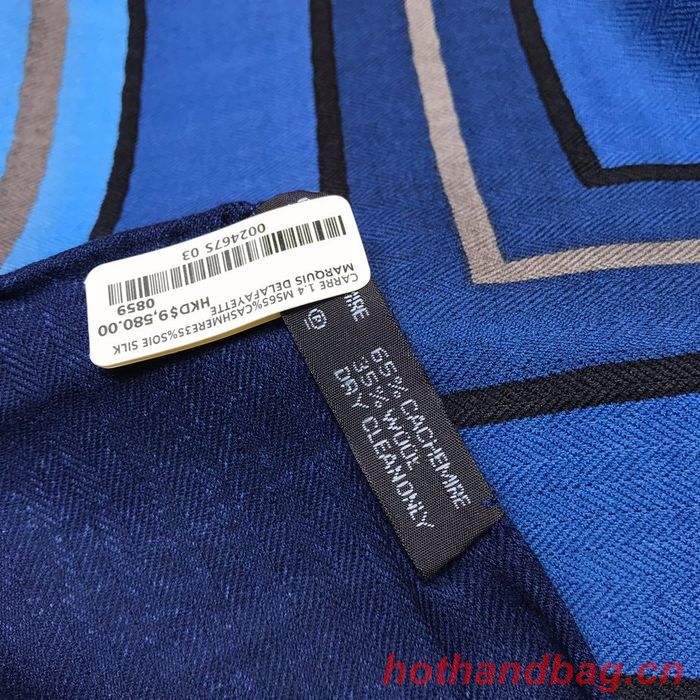 CARRE 1.4 MS65%CASHMERE35%SOIE SILK
MARQUIS DELAFAYETTE
HKD$9,580.00
0859
0024675 03
65% CACHEMIRE
35% WOOL
DRY CLEANONLY
hothandbag.cn